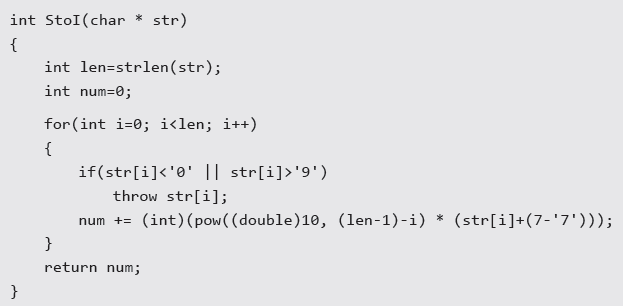 int StoI(char * str)
{
    int len=strlen(str);
    int num=0;
    for(int i=0; i<len; i++)
    {
        if(str[i]<'0' || str[i]>'9')
            throw str[i];
        num += (int)(pow((double)10, (len-1)-i) * (str[i]+(7-'7')));
    }
    return num;
}